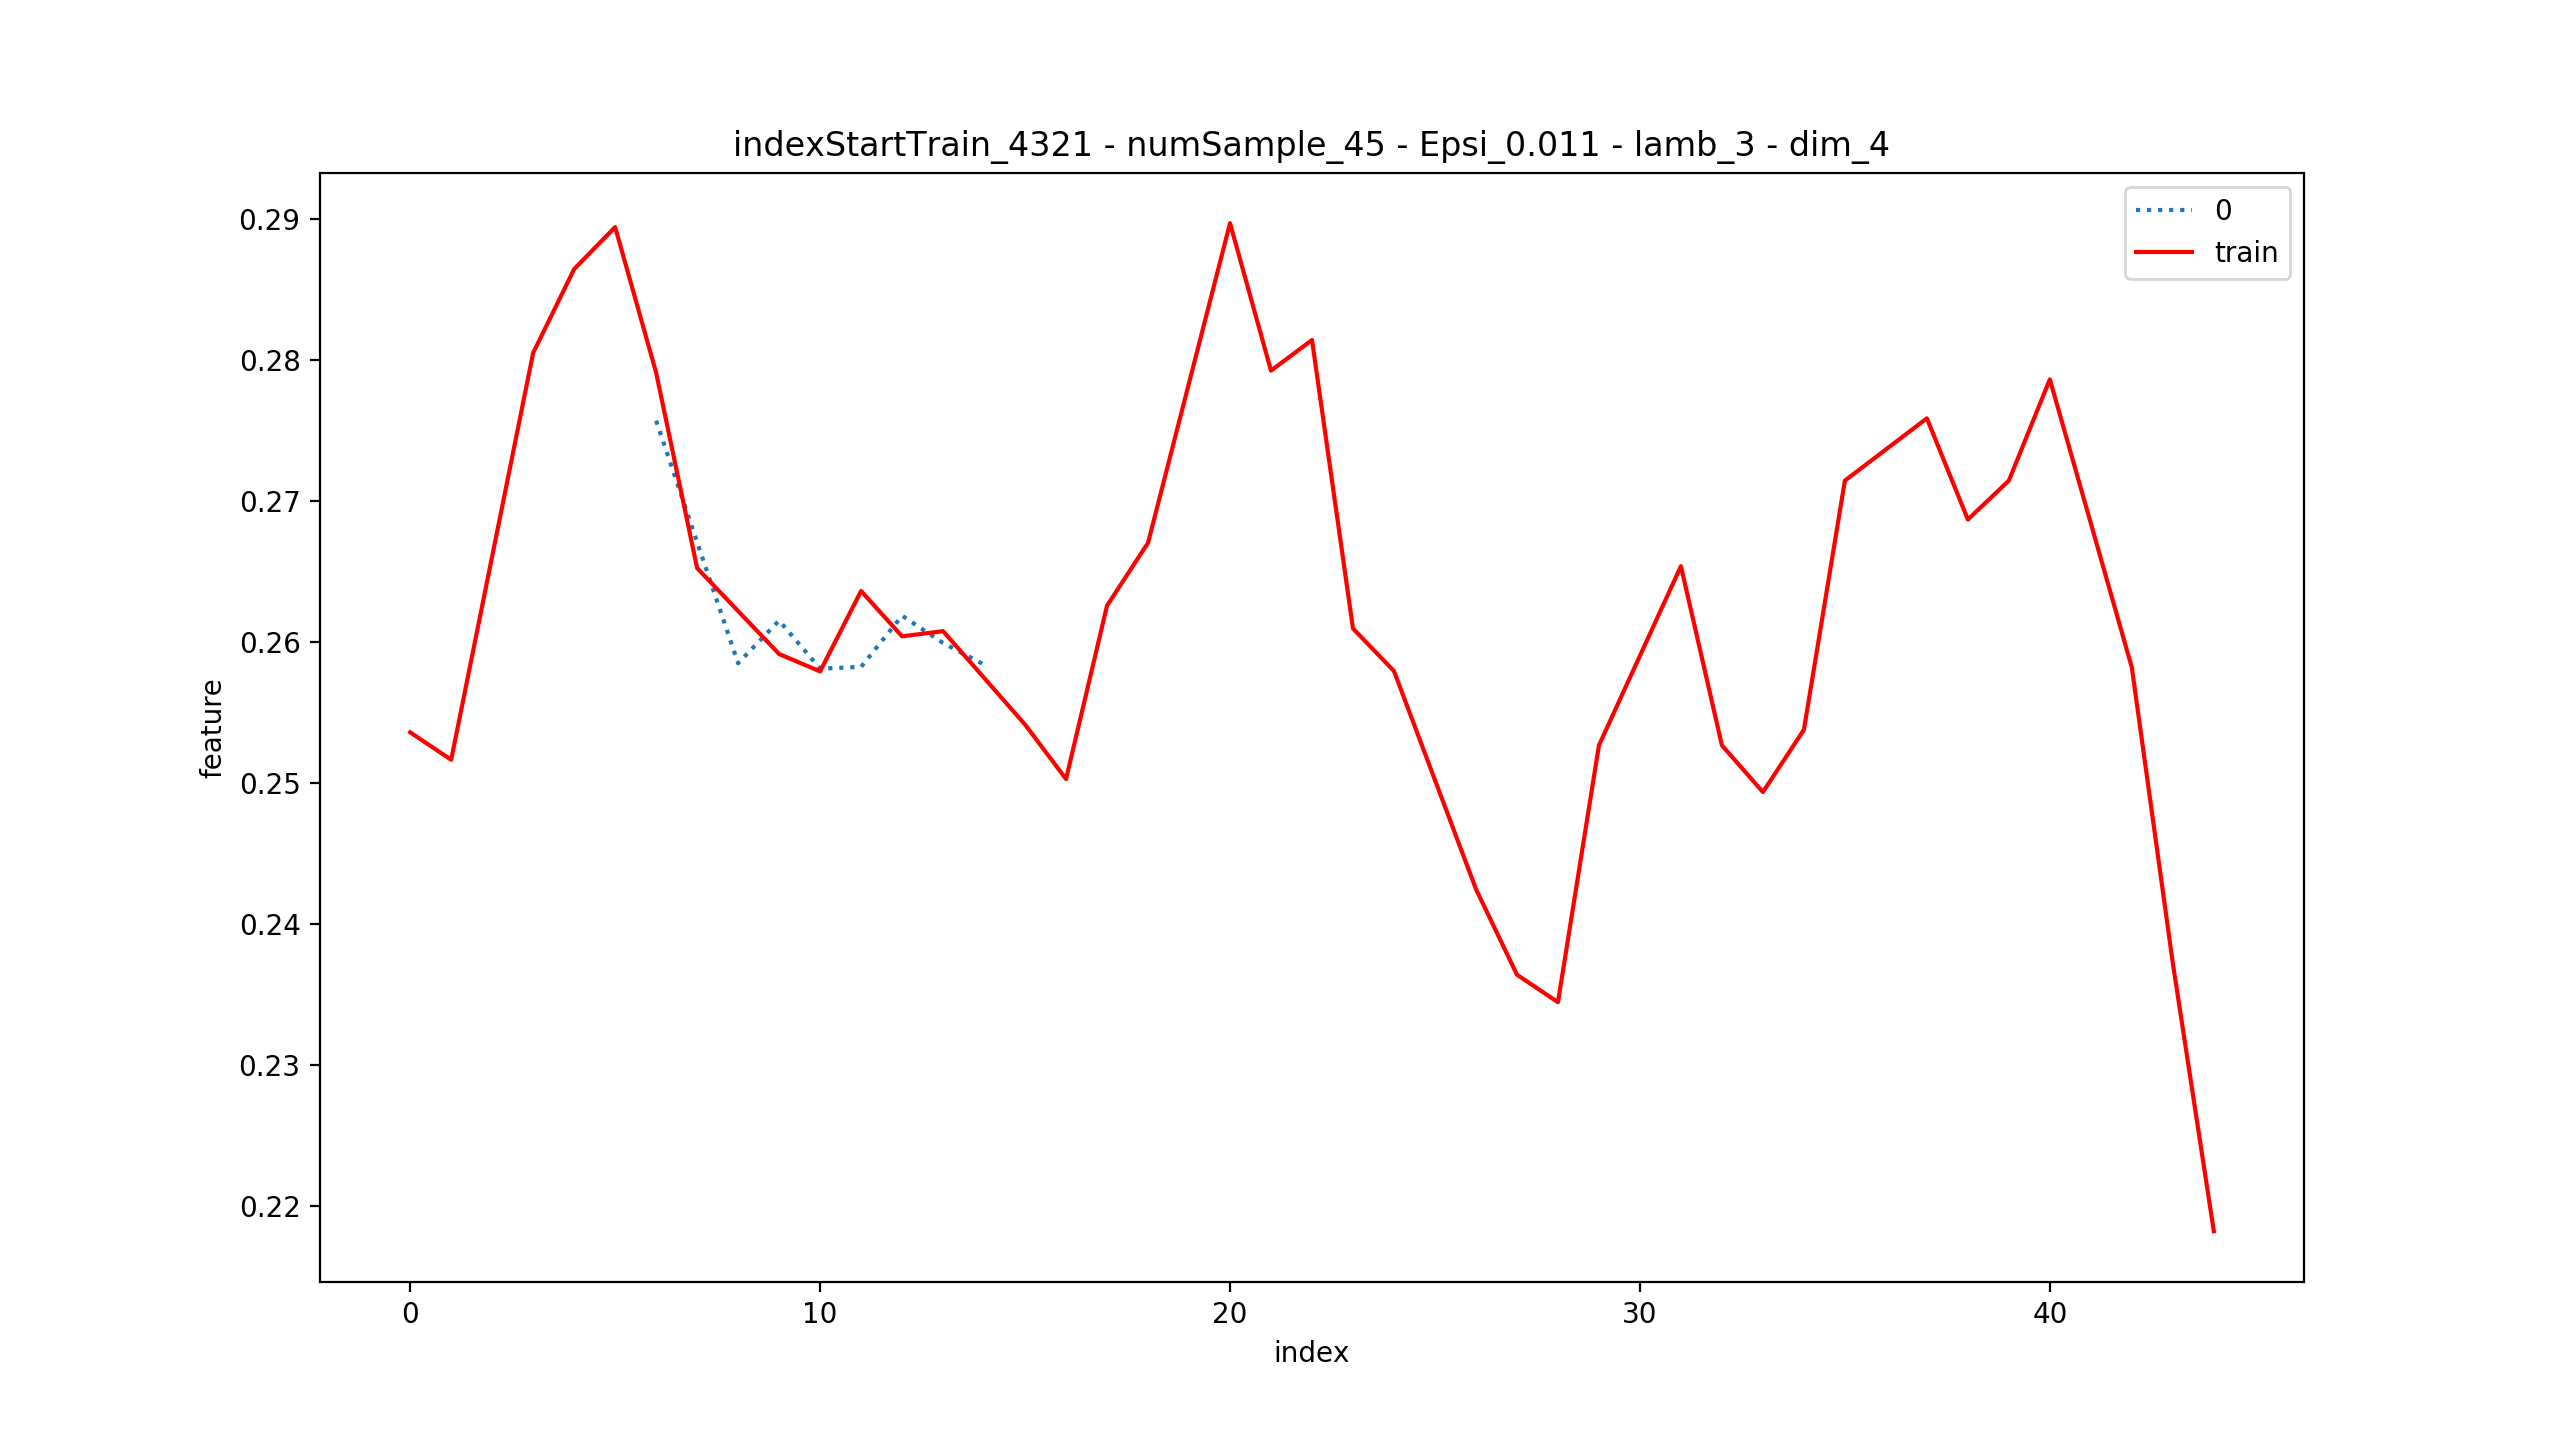 indexStartTrain_4321 - numSample_45 - Epsi_0.011 - lamb_3 - dim_4
0
train
0.29
0.28
0.27
0.26
0.25
0.24
0.23
0.22
feature
0 10 20 30 40
index